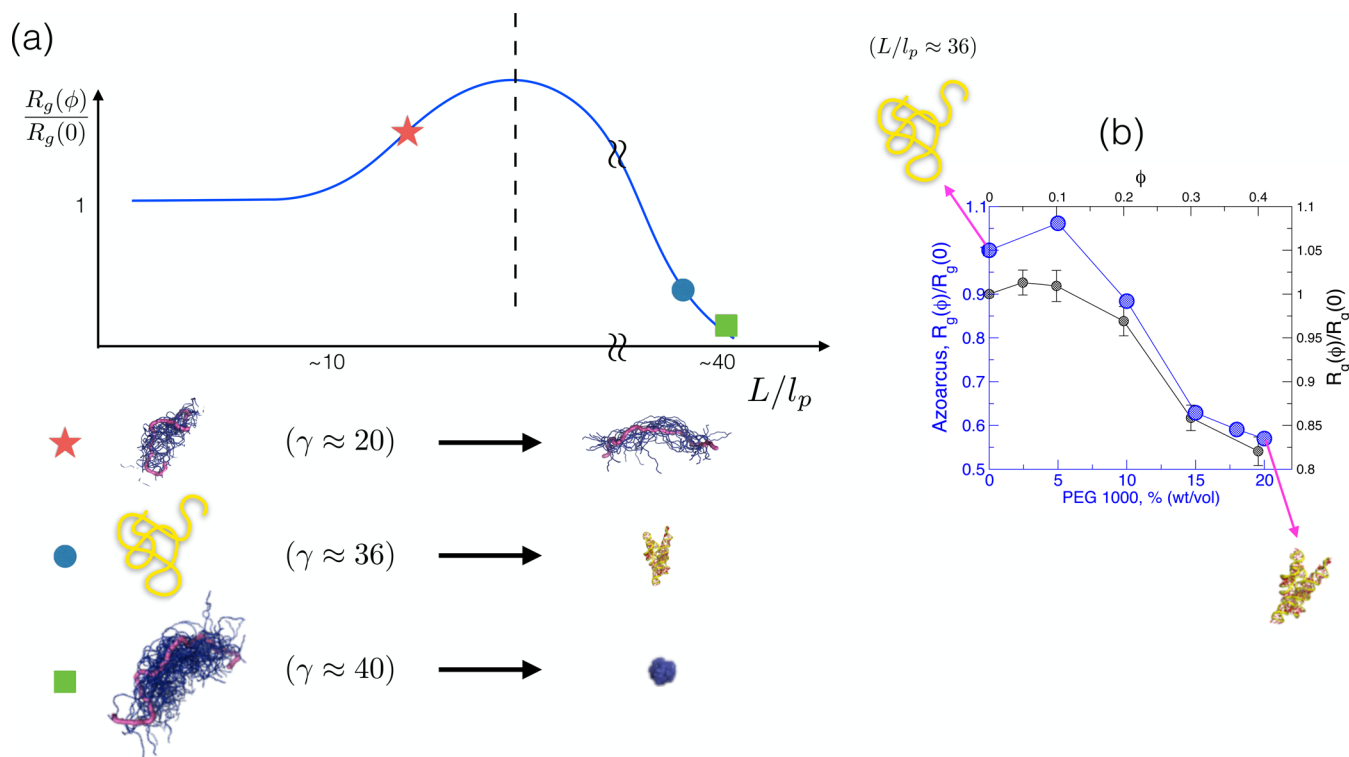 (a)
R_g(ϕ)
R_g(0)
1
~10
~40
L/l_p
(γ ≈ 20)
(γ ≈ 36)
(γ ≈ 40)
(L/l_p ≈ 36)
(b)
ϕ
0 0.1 0.2 0.3 0.4
Azoarcus, R_g(ϕ)/R_g(0)
1.1
1
0.9
0.8
0.7
0.6
0.5
R_g(ϕ)/R_g(0)
1.1
1.05
1
0.95
0.9
0.85
0.8
0 5 10 15 20
PEG 1000, % (wt/vol)